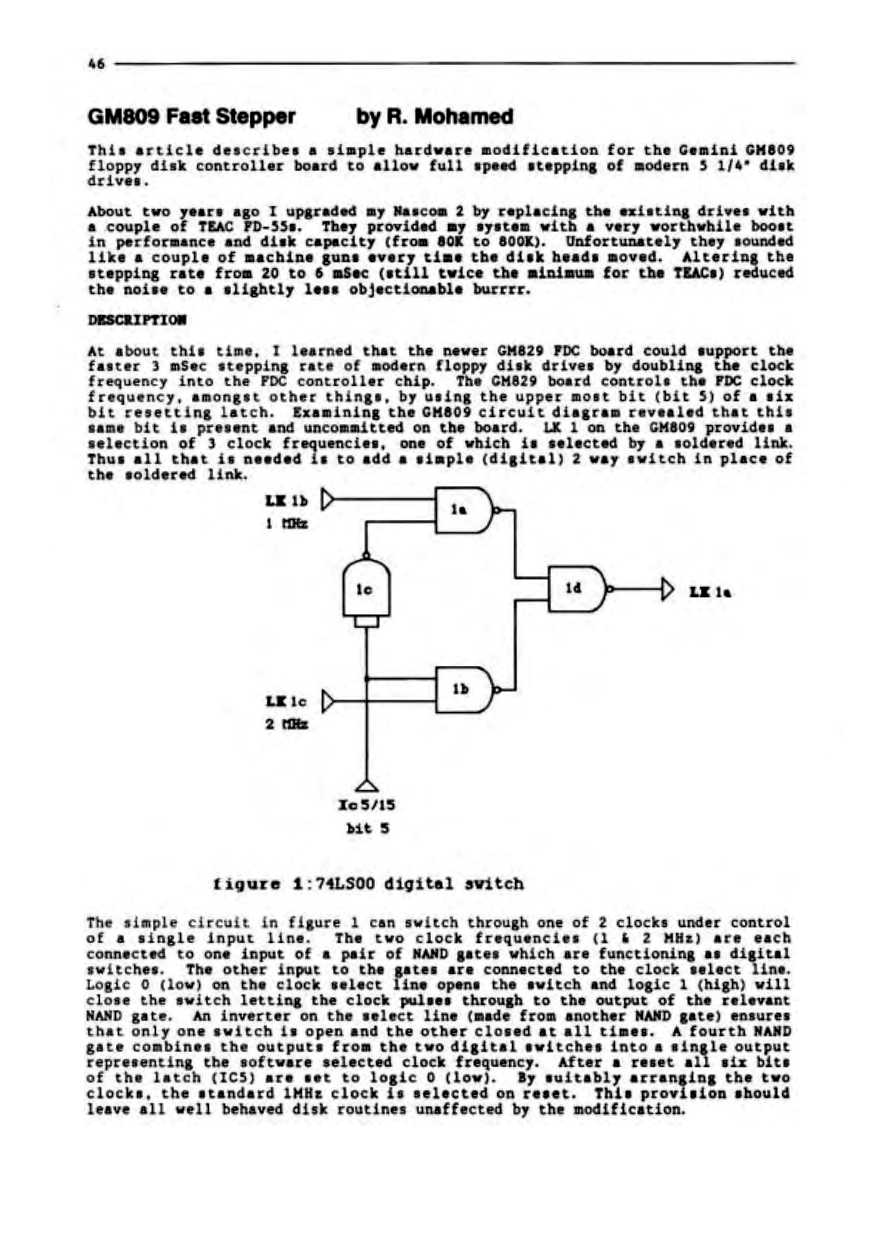 46
GM809 Fast Stepper by R. Mohamed
This article describes a simple hardware modification for the Gemini GM809
floppy disk controller board to allow full speed stepping of modern 5 1/4" disk
drives.
About two years ago I upgraded my Nascom 2 by replacing the existing drives with
a couple of TEAC FD-55s. They provided my system with a very worthwhile boost
in performance and disk capacity (from 80K to 800K). Unfortunately they sounded
like a couple of machine guns every time the disk heads moved. Altering the
stepping rate from 20 to 6 mSec (still twice the minimum for the TEACs) reduced
the noise to a slightly less objectionable burrrr.
DESCRIPTION
At about this time, I learned that the newer GM829 FDC board could support the
faster 3 mSec stepping rate of modern floppy disk drives by doubling the clock
frequency into the FDC controller chip. The GM829 board controls the FDC clock
frequency, amongst other things, by using the upper most bit (bit 5) of a six
bit resetting latch. Examining the GM809 circuit diagram revealed that this
same bit is present and uncommitted on the board. LK 1 on the GM809 provides a
selection of 3 clock frequencies, one of which is selected by a soldered link.
Thus all that is needed is to add a simple (digital) 2 way switch in place of
the soldered link.
LK 1b
1a
1 MHz
1c
1d
LK 1a
1b
LK 1c
2 MHz
Ic 5/15
bit 5
figure 1:74LS00 digital switch
The simple circuit in figure 1 can switch through one of 2 clocks under control
of a single input line. The two clock frequencies (1 & 2 MHz) are each
connected to one input of a pair of NAND gates which are functioning as digital
switches. The other input to the gates are connected to the clock select line.
Logic 0 (low) on the clock select line opens the switch and logic 1 (high) will
close the switch letting the clock pulses through to the output of the relevant
NAND gate. An inverter on the select line (made from another NAND gate) ensures
that only one switch is open and the other closed at all times. A fourth NAND
gate combines the outputs from the two digital switches into a single output
representing the software selected clock frequency. After a reset all six bits
of the latch (IC5) are set to logic 0 (low). By suitably arranging the two
clocks, the standard 1MHz clock is selected on reset. This provision should
leave all well behaved disk routines unaffected by the modification.